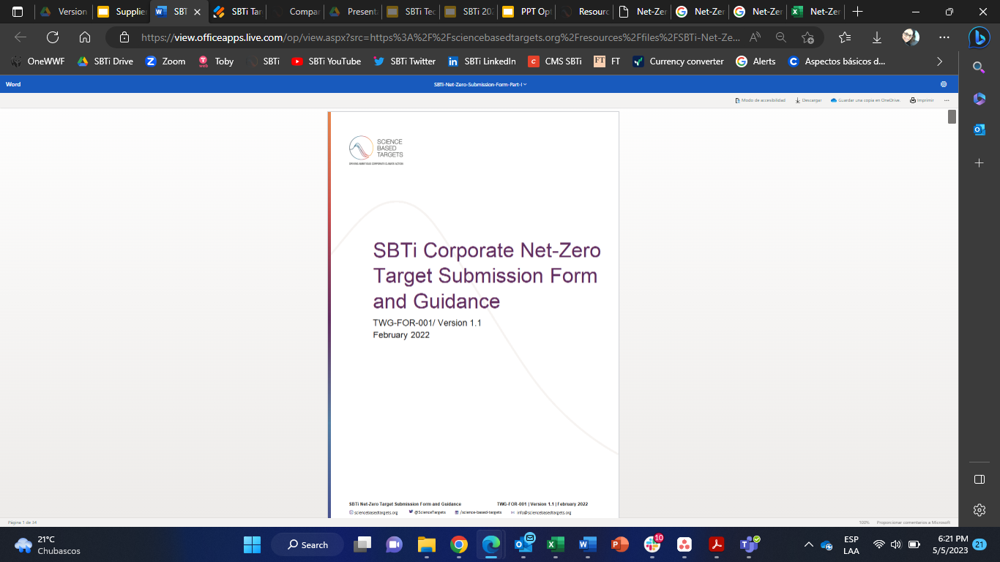 Version
Supplier
SBT
SBTi Tar
Compar
Presenta
SBTi Tec
SBTi 202
PPT Opt
Resourc
Net-Zer
Net-Zer
Net-Zer
Net-Zer
https://view.officeapps.live.com/op/view.aspx?src=https%3A%2F%2Fsciencebasedtargets.org%2Fresources%2Ffiles%2FSBTi-Net-Ze...
OneWWF
SBTi Drive
Zoom
Toby
SBTi
SBTi YouTube
SBTi Twitter
SBTi LinkedIn
CMS SBTi
FT
FT
Currency converter
Alerts
Aspectos básicos d...
Word
SBTi-Net-Zero-Submission-Form-Part-I
Modo de accesibilidad
Descargar
Guardar una copia en OneDrive.
Imprimir
SCIENCE
BASED
TARGETS
DRIVING AMBITIOUS CORPORATE CLIMATE ACTION
SBTi Corporate Net-Zero
Target Submission Form
and Guidance
TWG-FOR-001/ Version 1.1
February 2022
SBTi Net-Zero Target Submission Form and Guidance
TWG-FOR-001 | Version 1.1 | February 2022
sciencebasedtargets.org
@ScienceTargets
/science-based-targets
info@sciencebasedtargets.org
Página 1 de 34
100%
Proporcionar comentarios a Microsoft
21°C
Chubascos
Search
10
ESP
LAA
6:21 PM
5/5/2023
21